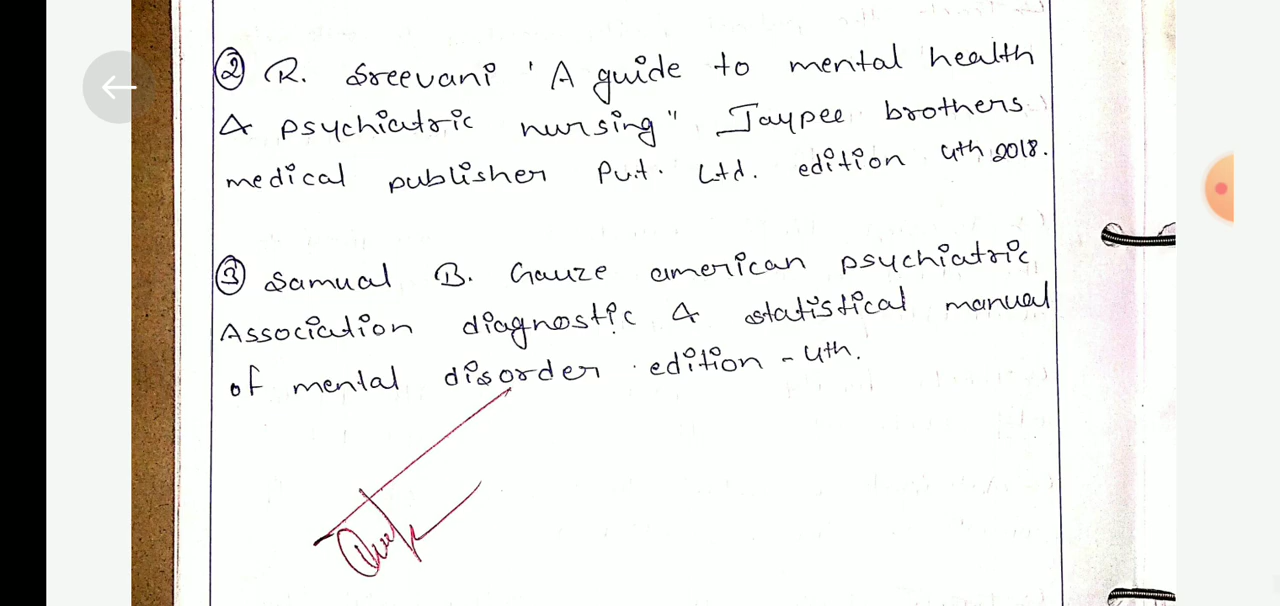 ② R. Sreevani 'A guide to mental health
& psychiatric nursing" Jaypee brothers
medical publisher Pvt. Ltd. edition 4th 2018.
③ Samual B. Gauze american psychiatric
Association diagnostic & statistical manual
of mental disorder. edition - 4th.